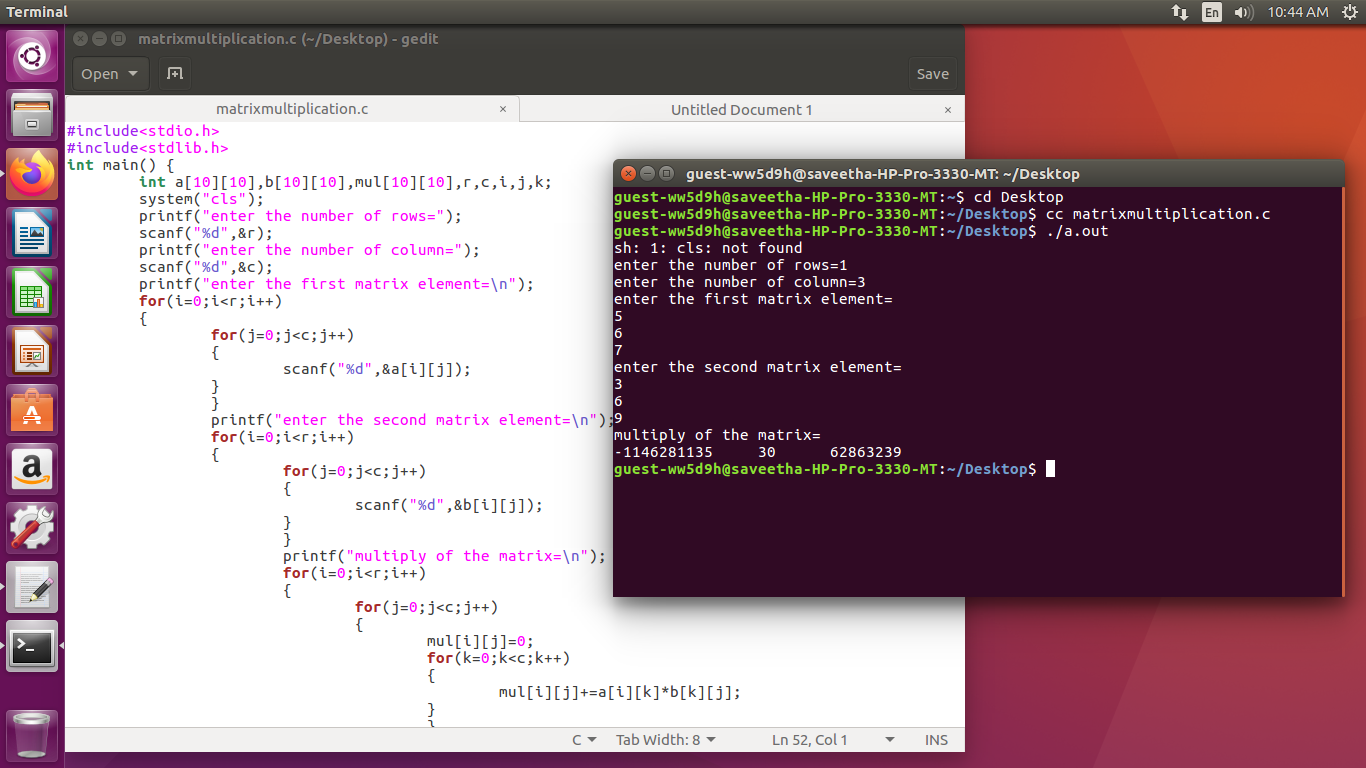 Terminal
En
10:44 AM
matrixmultiplication.c (~/Desktop) - gedit
Open
Save
matrixmultiplication.c ×
Untitled Document 1 ×
#include<stdio.h>
#include<stdlib.h>
int main() {
int a[10][10],b[10][10],mul[10][10],r,c,i,j,k;
system("cls");
printf("enter the number of rows=");
scanf("%d",&r);
printf("enter the number of column=");
scanf("%d",&c);
printf("enter the first matrix element=\n");
for(i=0;i<r;i++)
{
for(j=0;j<c;j++)
{
scanf("%d",&a[i][j]);
}
}
printf("enter the second matrix element=\n");
for(i=0;i<r;i++)
{
for(j=0;j<c;j++)
{
scanf("%d",&b[i][j]);
}
}
printf("multiply of the matrix=\n");
for(i=0;i<r;i++)
{
for(j=0;j<c;j++)
{
mul[i][j]=0;
for(k=0;k<c;k++)
{
mul[i][j]+=a[i][k]*b[k][j];
}
}
C
Tab Width: 8
Ln 52, Col 1
INS
guest-ww5d9h@saveetha-HP-Pro-3330-MT: ~/Desktop
guest-ww5d9h@saveetha-HP-Pro-3330-MT:~$ cd Desktop
guest-ww5d9h@saveetha-HP-Pro-3330-MT:~/Desktop$ cc matrixmultiplication.c
guest-ww5d9h@saveetha-HP-Pro-3330-MT:~/Desktop$ ./a.out
sh: 1: cls: not found
enter the number of rows=1
enter the number of column=3
enter the first matrix element=
5
6
7
enter the second matrix element=
3
6
9
multiply of the matrix=
-1146281135 30 62863239
guest-ww5d9h@saveetha-HP-Pro-3330-MT:~/Desktop$